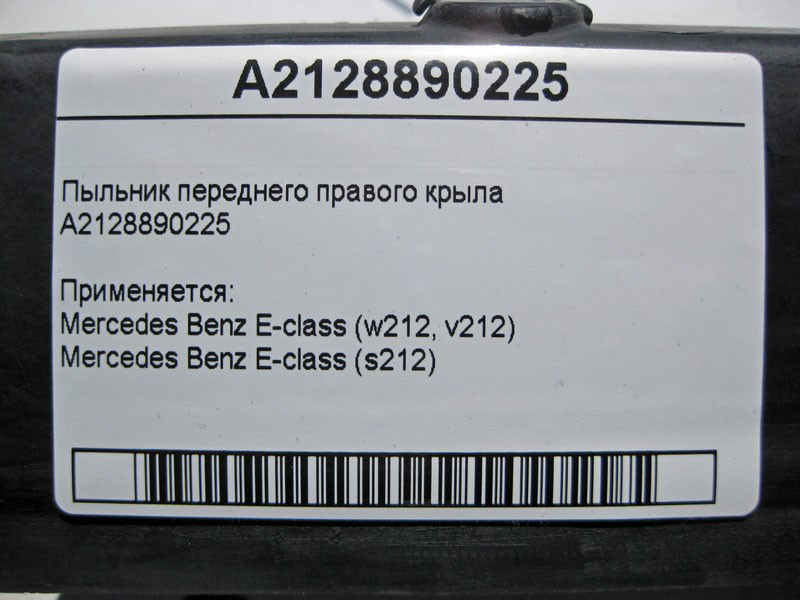 A2128890225
Пыльник переднего правого крыла
A2128890225
Применяется:
Mercedes Benz E-class (w212, v212)
Mercedes Benz E-class (s212)